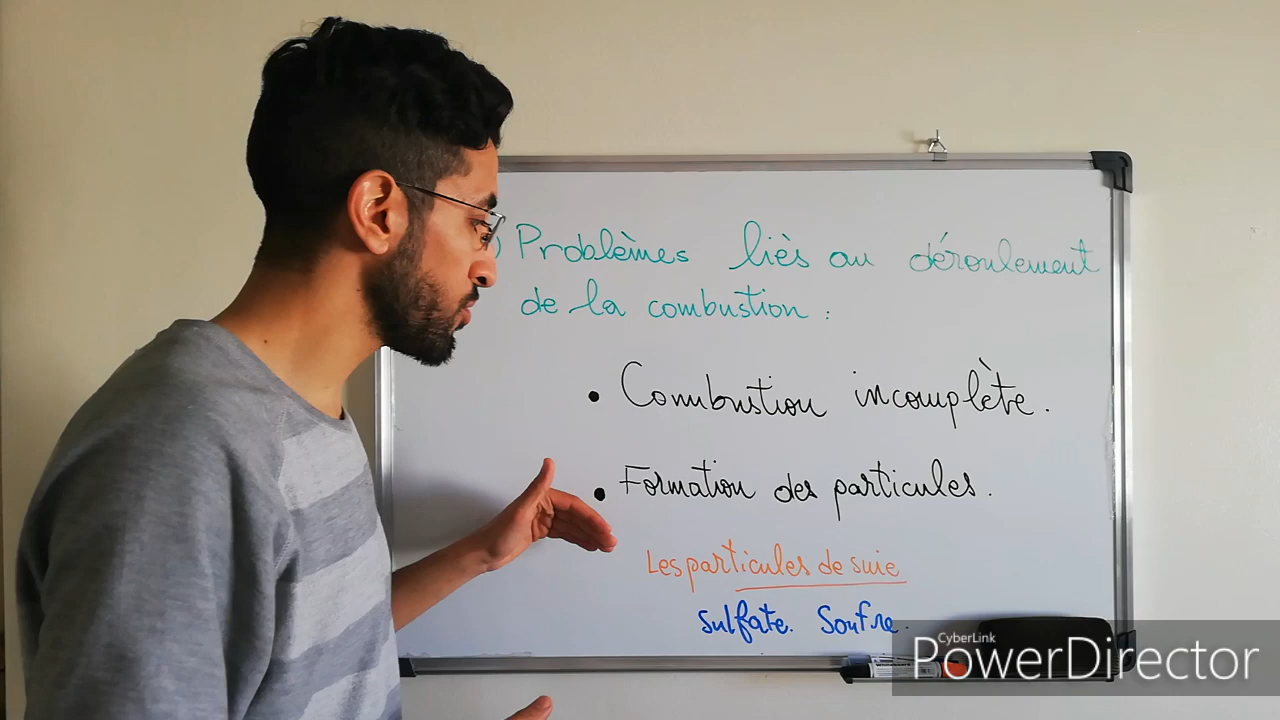 ) Problèmes liès au déroulement
de la combustion :
• Combustion incomplète.
• Formation des particules.
Les particules de suie
sulfate. Soufre.
CyberLink
PowerDirector